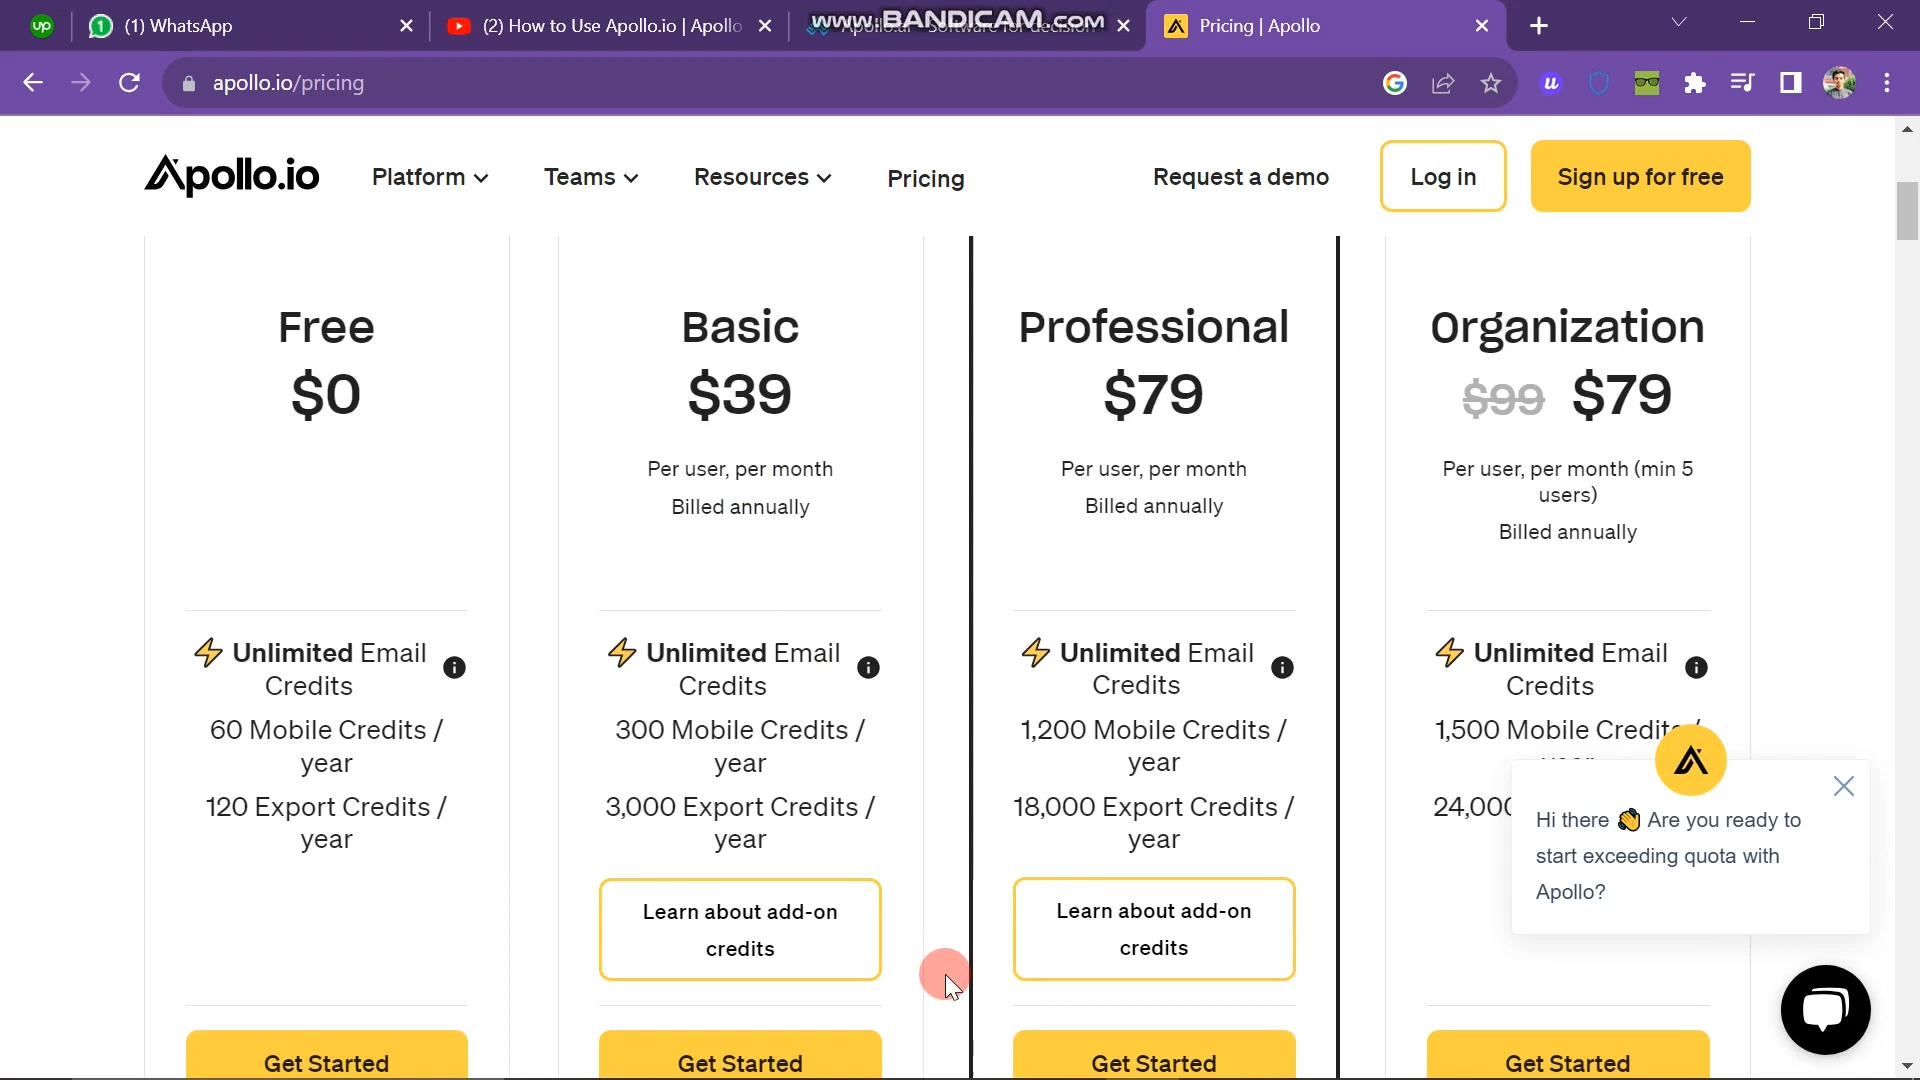 (1) WhatsApp
(2) How to Use Apollo.io | Apollo
www.BANDICAM.com
Pricing | Apollo
apollo.io/pricing
Apollo.io
Platform
Teams
Resources
Pricing
Request a demo
Log in
Sign up for free
Free
$0
Unlimited Email
Credits
60 Mobile Credits /
year
120 Export Credits /
year
Get Started
Basic
$39
Per user, per month
Billed annually
Unlimited Email
Credits
300 Mobile Credits /
year
3,000 Export Credits /
year
Learn about add-on
credits
Get Started
Professional
$79
Per user, per month
Billed annually
Unlimited Email
Credits
1,200 Mobile Credits /
year
18,000 Export Credits /
year
Learn about add-on
credits
Get Started
Organization
$99 $79
Per user, per month (min 5
users)
Billed annually
Unlimited Email
Credits
1,500 Mobile Credits /
24,000
Get Started
Hi there 👋 Are you ready to
start exceeding quota with
Apollo?